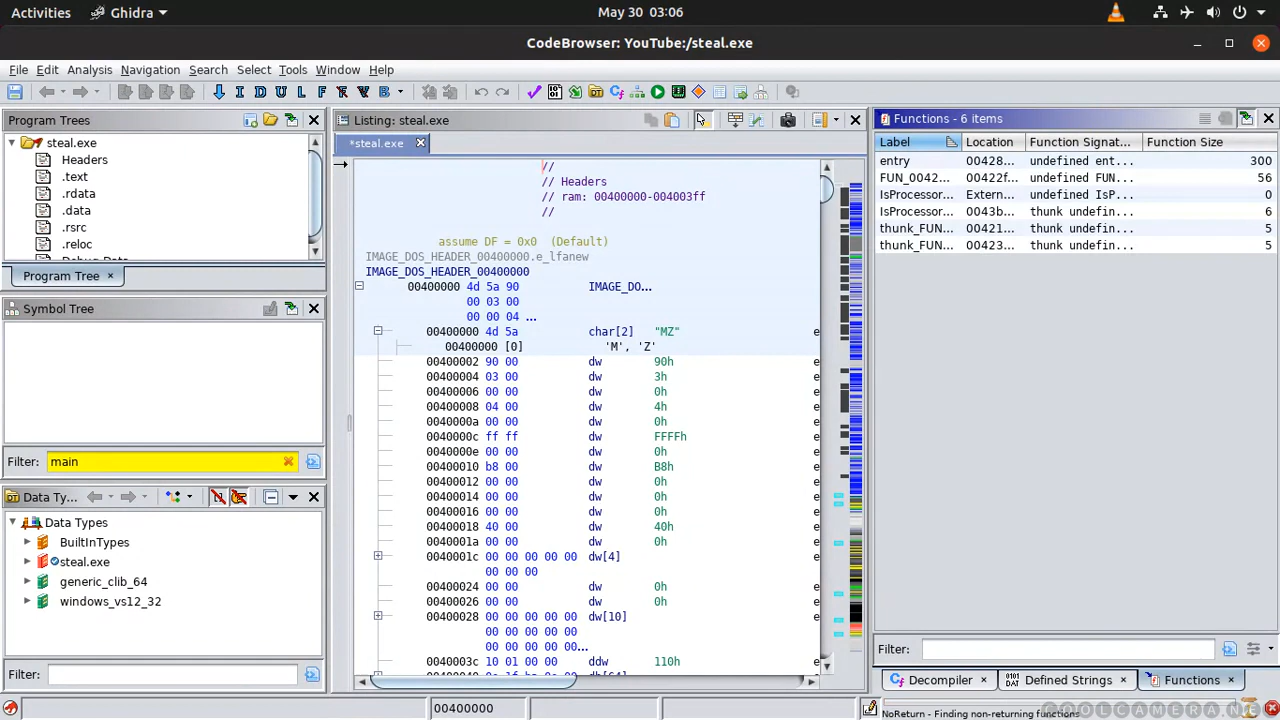 Activities
Ghidra
May 30 03:06
CodeBrowser: YouTube:/steal.exe
File Edit Analysis Navigation Search Select Tools Window Help
I D U L F V B
Program Trees
steal.exe
Headers
.text
.rdata
.data
.rsrc
.reloc
Debug Data
Program Tree ×
Symbol Tree
Filter: main
Data Ty...
Data Types
BuiltInTypes
steal.exe
generic_clib_64
windows_vs12_32
Filter:
Listing: steal.exe
*steal.exe
//
// Headers
// ram: 00400000-004003ff
//
assume DF = 0x0 (Default)
IMAGE_DOS_HEADER_00400000.e_lfanew
IMAGE_DOS_HEADER_00400000
00400000 4d 5a 90 IMAGE_DO...
00 03 00
00 00 04 ...
00400000 4d 5a char[2] "MZ" e
00400000 [0] 'M', 'Z'
00400002 90 00 dw 90h e
00400004 03 00 dw 3h e
00400006 00 00 dw 0h e
00400008 04 00 dw 4h e
0040000a 00 00 dw 0h e
0040000c ff ff dw FFFFh e
0040000e 00 00 dw 0h e
00400010 b8 00 dw B8h e
00400012 00 00 dw 0h e
00400014 00 00 dw 0h e
00400016 00 00 dw 0h e
00400018 40 00 dw 40h e
0040001a 00 00 dw 0h e
0040001c 00 00 00 00 00 dw[4] e
00 00 00
00400024 00 00 dw 0h e
00400026 00 00 dw 0h e
00400028 00 00 00 00 00 dw[10] e
00 00 00 00 00
00 00 00 00 00...
0040003c 10 01 00 00 ddw 110h e
Functions - 6 items
Label Location Function Signat... Function Size
entry 00428... undefined ent... 300
FUN_0042... 00422f... undefined FUN... 56
IsProcessor... Extern... undefined IsP... 0
IsProcessor... 0043b... thunk undefin... 6
thunk_FUN... 00421... thunk undefin... 5
thunk_FUN... 00423... thunk undefin... 5
Filter:
Decompiler × Defined Strings × Functions ×
00400000
NoReturn - Finding non-returning functions
COOLCAMERA.NE